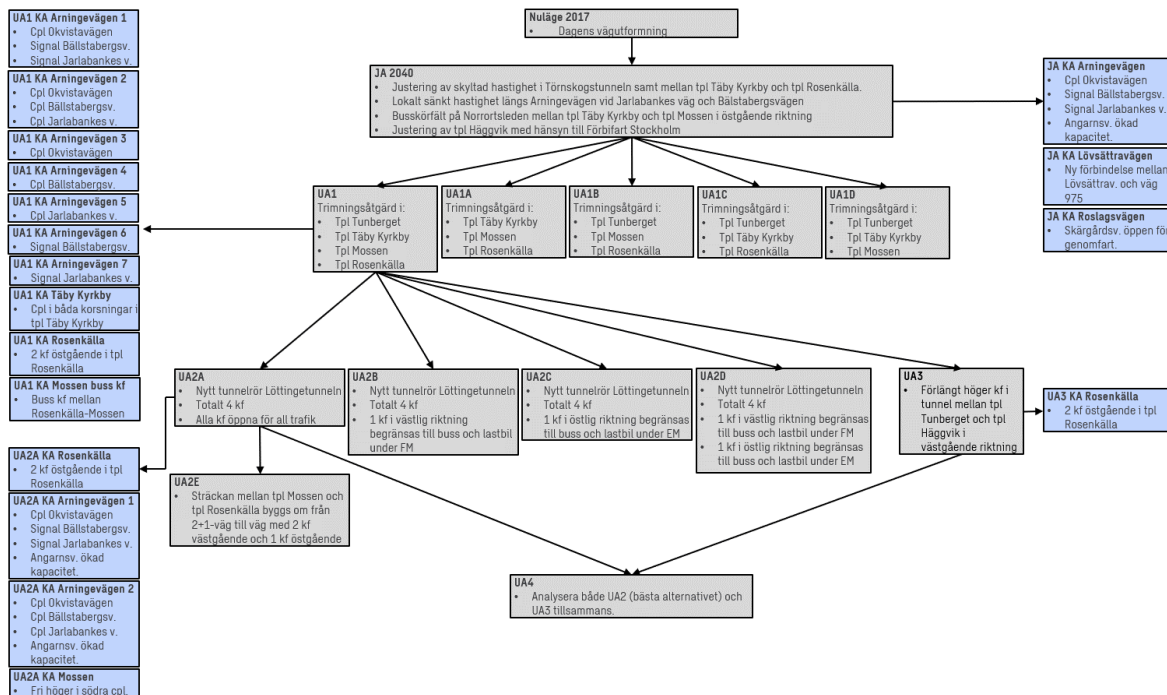 UA1 KA Arningevägen 1
• Cpl Okvistavägen
• Signal Bällstabergsv.
• Signal Jarlabankes v.
UA1 KA Arningevägen 2
• Cpl Okvistavägen
• Cpl Bällstabergsv.
• Cpl Jarlabankes v.
UA1 KA Arningevägen 3
• Cpl Okvistavägen
UA1 KA Arningevägen 4
• Cpl Bällstabergsv.
UA1 KA Arningevägen 5
• Cpl Jarlabankes v.
UA1 KA Arningevägen 6
• Signal Bällstabergsv.
UA1 KA Arningevägen 7
• Signal Jarlabankes v.
UA1 KA Täby Kyrkby
• Cpl i båda korsningar i
tpl Täby Kyrkby
UA1 KA Rosenkälla
• 2 kf östgående i tpl
Rosenkälla
UA1 KA Mossen buss kf
• Buss kf mellan
Rosenkälla-Mossen
UA2A KA Rosenkälla
• 2 kf östgående i tpl
Rosenkälla
UA2A KA Arningevägen 1
• Cpl Okvistavägen
• Signal Bällstabergsv.
• Signal Jarlabankes v.
• Angarnsv. ökad
kapacitet.
UA2A KA Arningevägen 2
• Cpl Okvistavägen
• Cpl Bällstabergsv.
• Cpl Jarlabankes v.
• Angarnsv. ökad
kapacitet.
UA2A KA Mossen
• Fri höger i södra cpl.
Nuläge 2017
• Dagens vägutformning
JA 2040
• Justering av skyltad hastighet i Törnskogstunneln samt mellan tpl Täby Kyrkby och tpl Rosenkälla.
• Lokalt sänkt hastighet längs Arningevägen vid Jarlabankes väg och Bälstabergsvägen
• Busskörfält på Norrortsleden mellan tpl Täby Kyrkby och tpl Mossen i östgående riktning
• Justering av tpl Häggvik med hänsyn till Förbifart Stockholm
UA1
Trimningsåtgärd i:
• Tpl Tunberget
• Tpl Täby Kyrkby
• Tpl Mossen
• Tpl Rosenkälla
UA1A
Trimningsåtgärd i:
• Tpl Täby Kyrkby
• Tpl Mossen
• Tpl Rosenkälla
UA1B
Trimningsåtgärd i:
• Tpl Tunberget
• Tpl Mossen
• Tpl Rosenkälla
UA1C
Trimningsåtgärd i:
• Tpl Tunberget
• Tpl Täby Kyrkby
• Tpl Rosenkälla
UA1D
Trimningsåtgärd i:
• Tpl Tunberget
• Tpl Täby Kyrkby
• Tpl Mossen
UA2A
• Nytt tunnelrör Löttingetunneln
• Totalt 4 kf
• Alla kf öppna för all trafik
UA2B
• Nytt tunnelrör Löttingetunneln
• Totalt 4 kf
• 1 kf i västlig riktning
begränsas till buss och lastbil
under FM
UA2C
• Nytt tunnelrör Löttingetunneln
• Totalt 4 kf
• 1 kf i östlig riktning begränsas
till buss och lastbil under EM
UA2D
• Nytt tunnelrör Löttingetunneln
• Totalt 4 kf
• 1 kf i västlig riktning begränsas
till buss och lastbil under FM
• 1 kf i östlig riktning begränsas
till buss och lastbil under EM
UA3
• Förlängt höger kf i
tunnel mellan tpl
Tunberget och tpl
Häggvik i
västgående riktning
UA2E
• Sträckan mellan tpl Mossen och
tpl Rosenkälla byggs om från
2+1-väg till väg med 2 kf
västgående och 1 kf östgående
UA4
• Analysera både UA2 (bästa alternativet) och
UA3 tillsammans.
JA KA Arningevägen
• Cpl Okvistavägen
• Signal Bällstabergsv.
• Signal Jarlabankes v.
• Angarnsv. ökad
kapacitet.
JA KA Lövsättravägen
• Ny förbindelse mellan
Lövsättrav. och väg
975
JA KA Roslagsvägen
• Skärgårdsv. öppen för
genomfart.
UA3 KA Rosenkälla
• 2 kf östgående i tpl
Rosenkälla